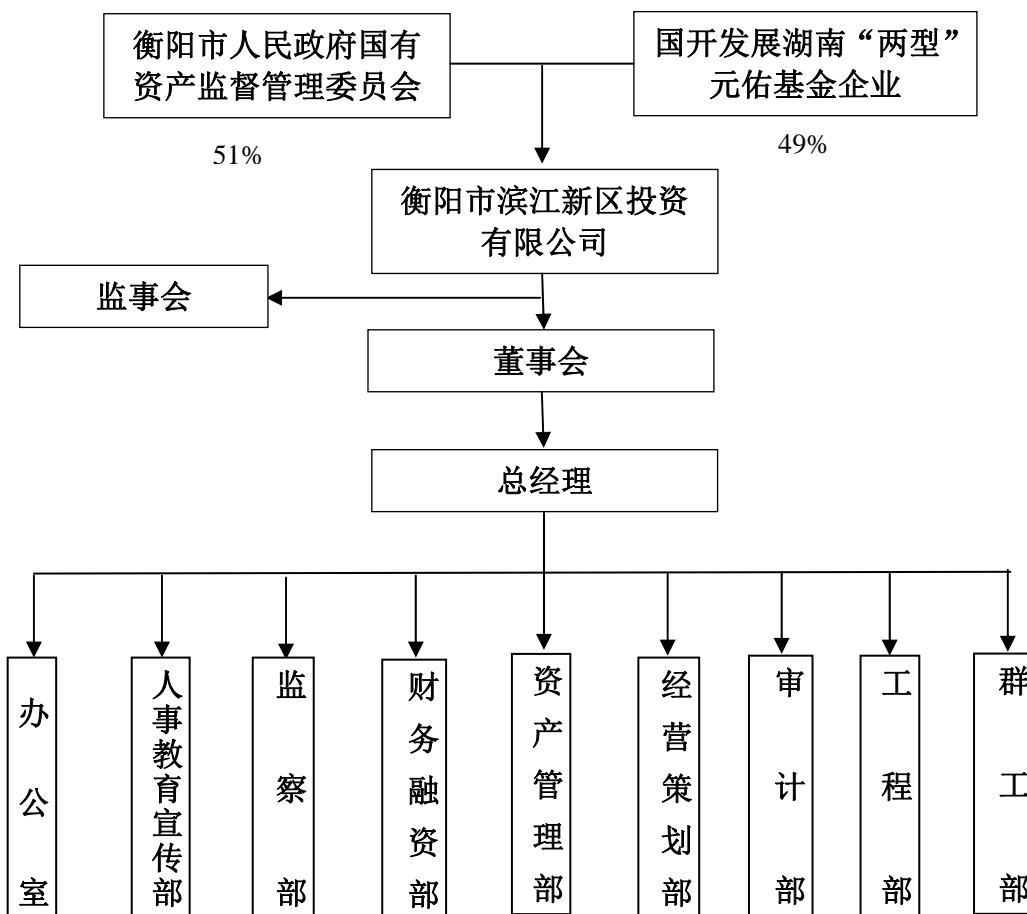 衡阳市人民政府国有
资产监督管理委员会
国开发展湖南“两型”
元佑基金企业
51%
49%
衡阳市滨江新区投资
有限公司
监事会
董事会
总经理
办公室
人事教育宣传部
监察部
财务融资部
资产管理部
经营策划部
审计部
工程部
群工部